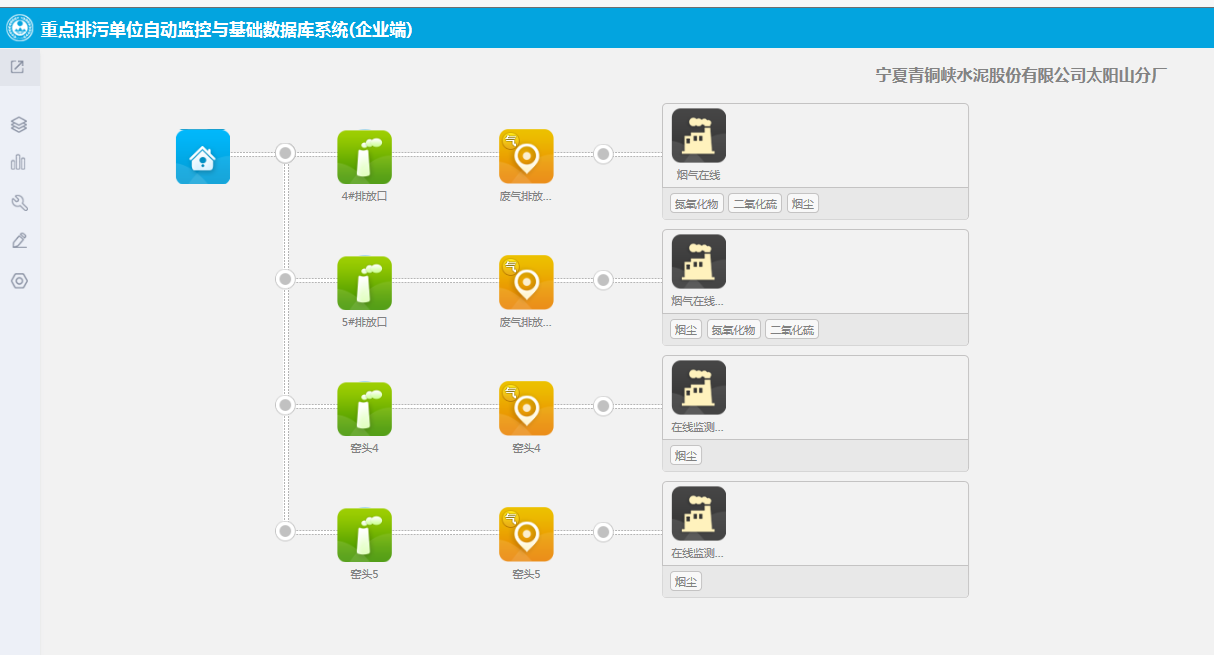 重点排污单位自动监控与基础数据库系统(企业端)
宁夏青铜峡水泥股份有限公司太阳山分厂
气
4#排放口
废气排放...
烟气在线
氮氧化物 二氧化硫 烟尘
气
5#排放口
废气排放...
烟气在线...
烟尘 氮氧化物 二氧化硫
气
窑头4
窑头4
在线监测...
烟尘
气
窑头5
窑头5
在线监测...
烟尘